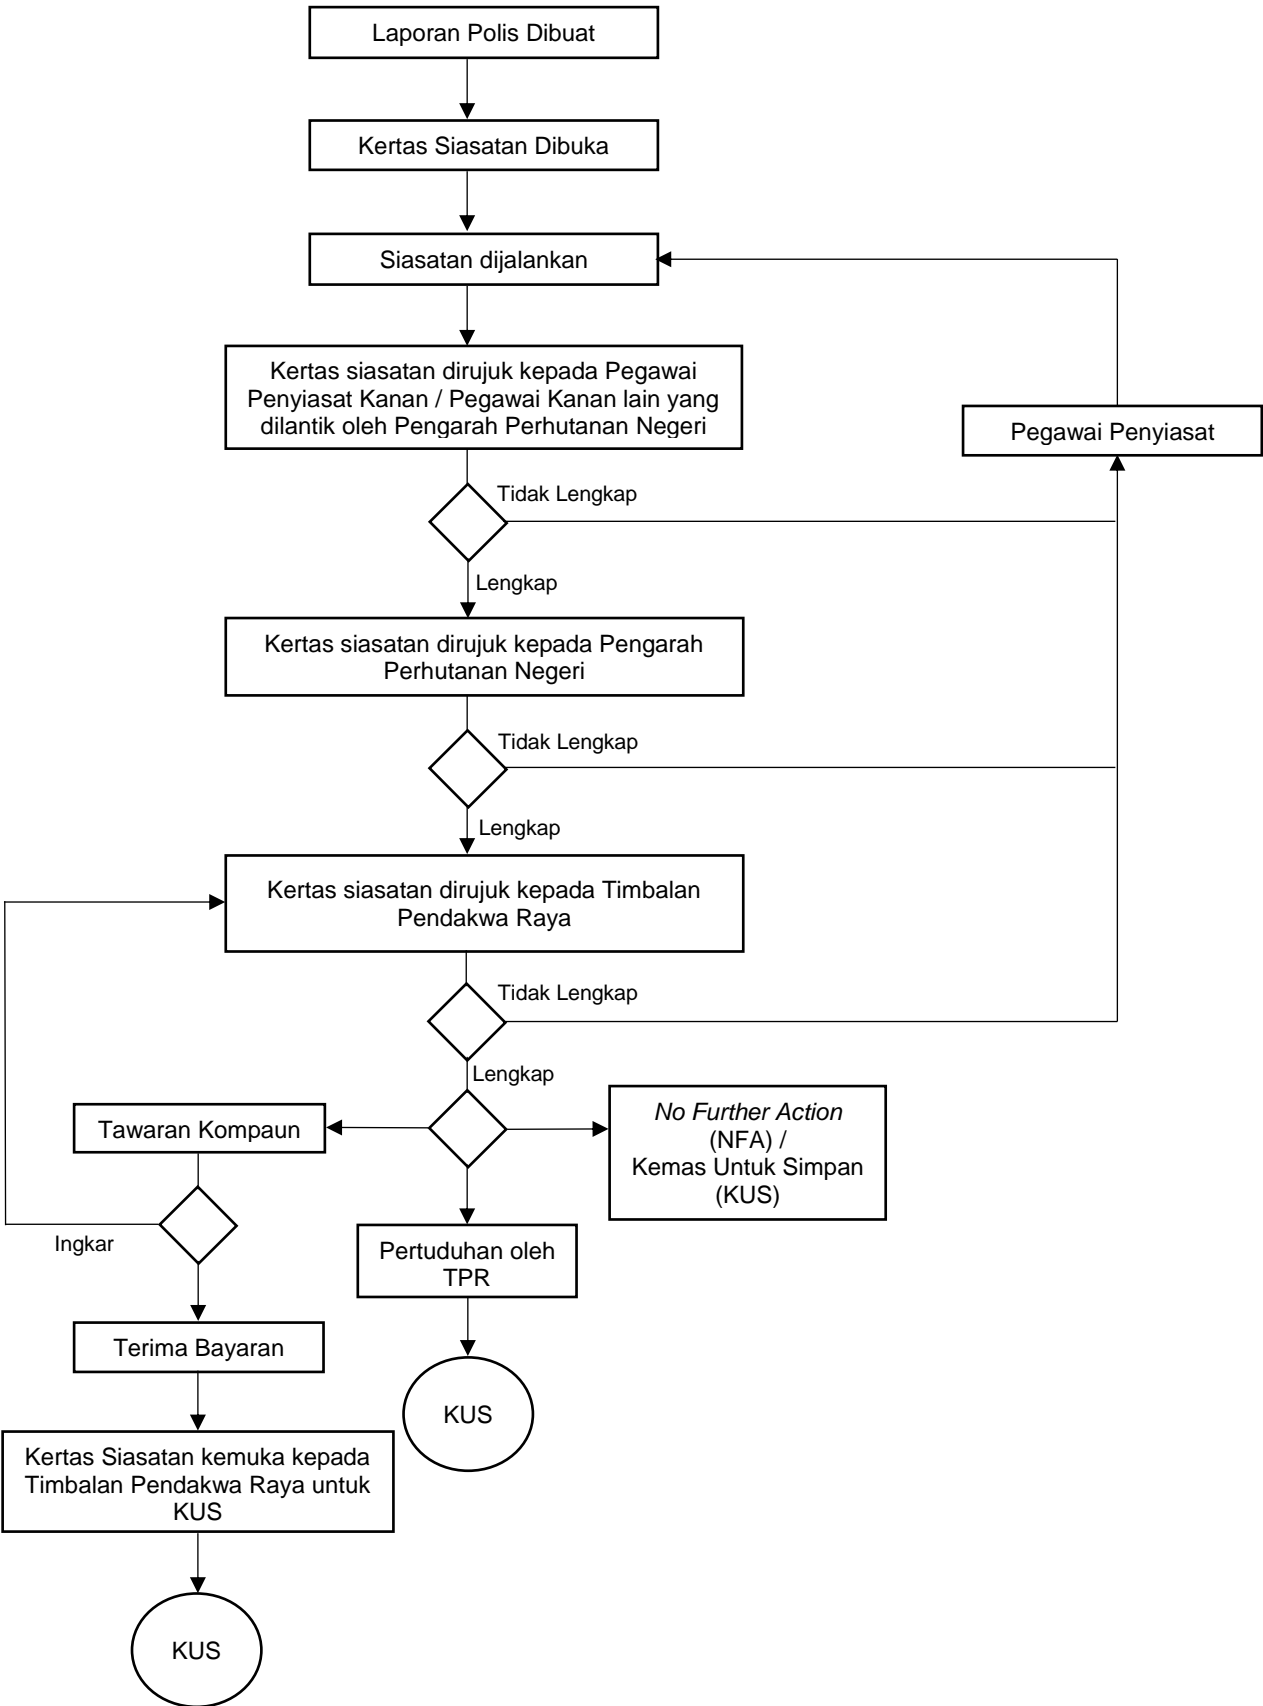 Laporan Polis Dibuat
Kertas Siasatan Dibuka
Siasatan dijalankan
Kertas siasatan dirujuk kepada Pegawai
Penyiasat Kanan / Pegawai Kanan lain yang
dilantik oleh Pengarah Perhutanan Negeri
Pegawai Penyiasat
Tidak Lengkap
Lengkap
Kertas siasatan dirujuk kepada Pengarah
Perhutanan Negeri
Tidak Lengkap
Lengkap
Kertas siasatan dirujuk kepada Timbalan
Pendakwa Raya
Tidak Lengkap
Lengkap
Tawaran Kompaun
No Further Action
(NFA) /
Kemas Untuk Simpan
(KUS)
Ingkar
Pertuduhan oleh
TPR
Terima Bayaran
KUS
Kertas Siasatan kemuka kepada
Timbalan Pendakwa Raya untuk
KUS
KUS